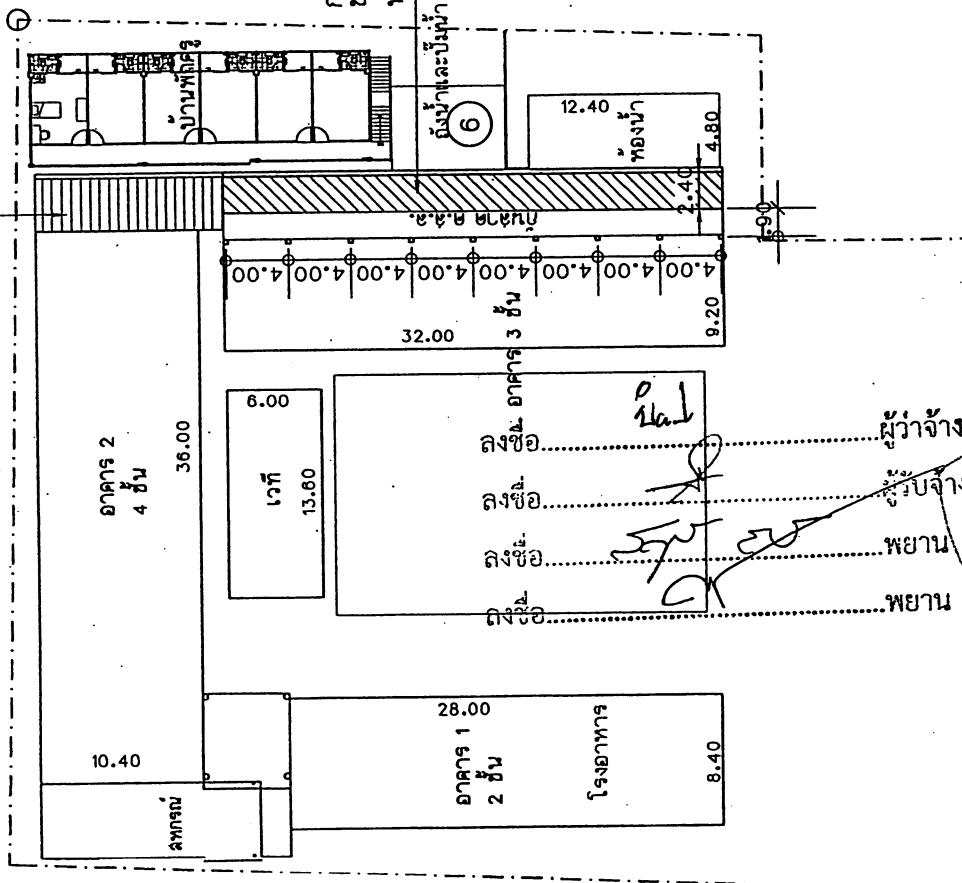 บ้านพักครู
ถังน้ำและปั๊มน้ำ
6
12.40
ห้องน้ำ
4.80
2.40
1.90
4.00
4.00
4.00
4.00
4.00
4.00
4.00
4.00
32.00
9.20
อาคาร 3 ชั้น
อาคาร 2
4 ชั้น
36.00
6.00
เวที
13.60
ลงชื่อ ผู้ว่าจ้าง
ลงชื่อ ผู้รับจ้าง
ลงชื่อ พยาน
ลงชื่อ พยาน
10.40
สหกรณ์
28.00
อาคาร 1
2 ชั้น
โรงอาหาร
8.40